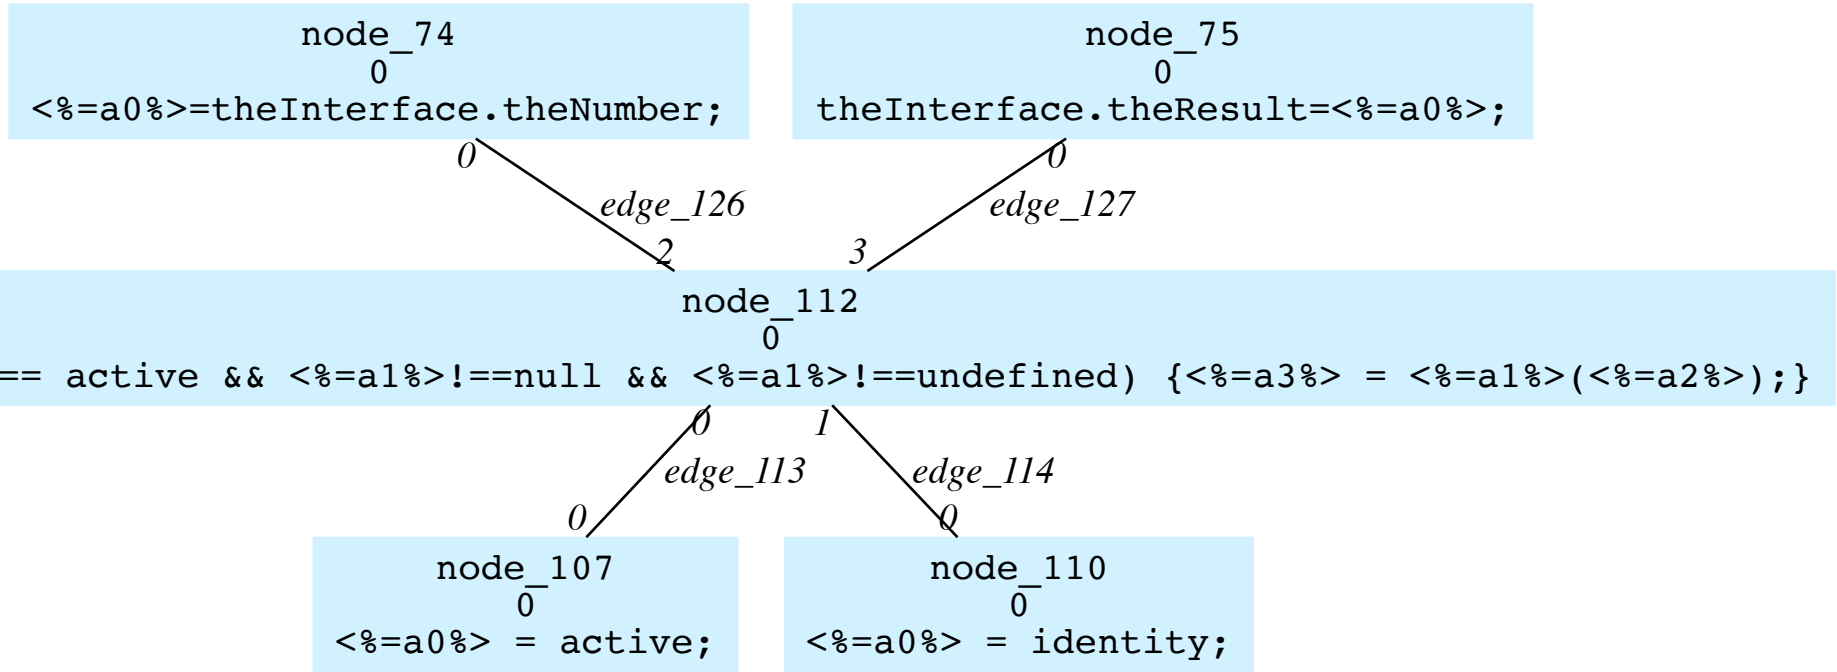 node_74
0
<%=a0%>=theInterface.theNumber;
node_75
0
theInterface.theResult=<%=a0%>;
0
0
edge_126
edge_127
2
3
node_112
0
== active && <%=a1%>!==null && <%=a1%>!==undefined) {<%=a3%> = <%=a1%>(<%=a2%>);}
0
1
edge_113
edge_114
0
0
node_107
0
<%=a0%> = active;
node_110
0
<%=a0%> = identity;